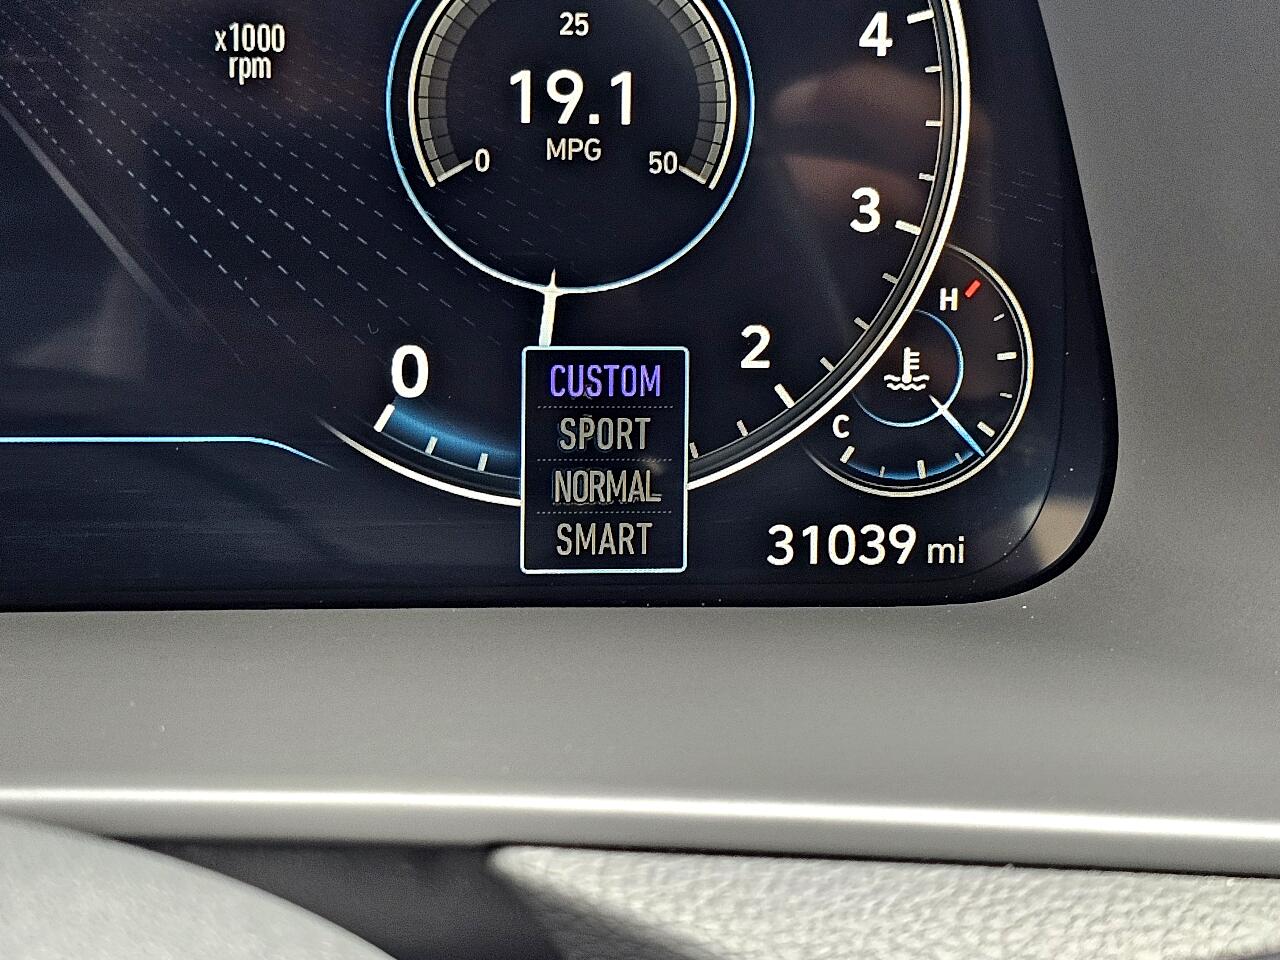 x1000
rpm
25
19.1
MPG
0
50
4
3
2
0
H
C
CUSTOM
SPORT
NORMAL
SMART
31039 mi